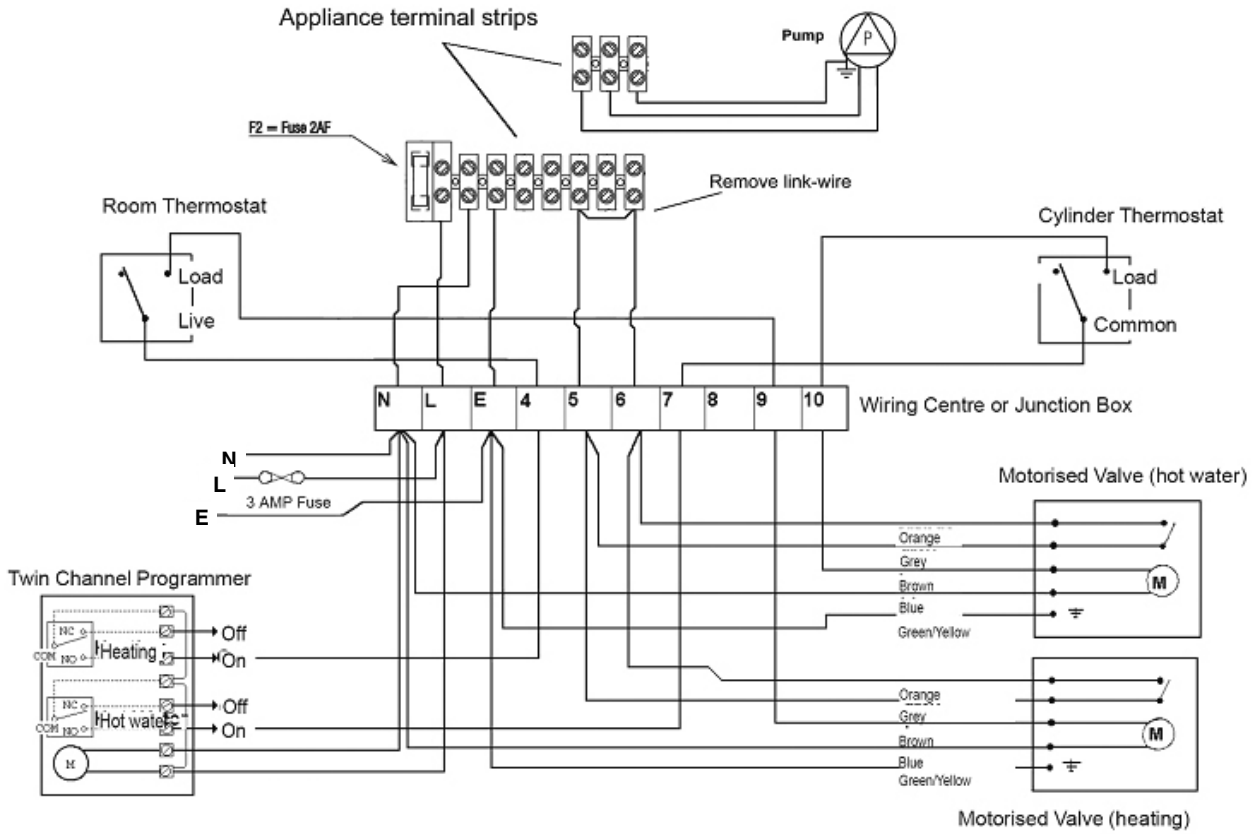 Appliance terminal strips
Pump
P
F2 = Fuse 2AF
Remove link-wire
Room Thermostat
Cylinder Thermostat
Load
Live
Load
Common
N L E 4 5 6 7 8 9 10
Wiring Centre or Junction Box
N
L
3 AMP Fuse
E
Motorised Valve (hot water)
Orange
Grey
Brown
Blue
Green/Yellow
M
Twin Channel Programmer
NC
COM
NO
Heating
Off
On
NC
COM
NO
Hot wate
Off
On
M
Orange
Grey
Brown
Blue
Green/Yellow
M
Motorised Valve (heating)